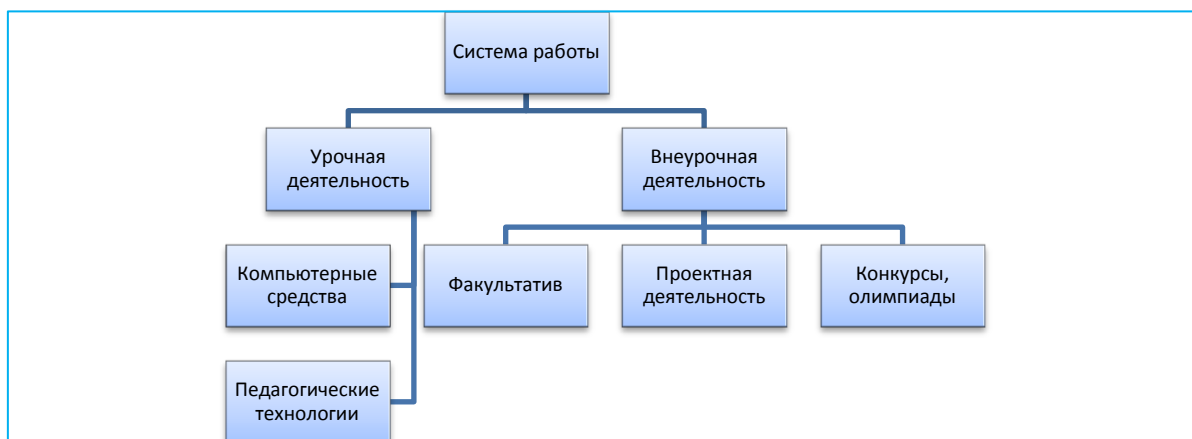 Система работы
Урочная
деятельность
Внеурочная
деятельность
Компьютерные
средства
Факультатив
Проектная
деятельность
Конкурсы,
олимпиады
Педагогические
технологии